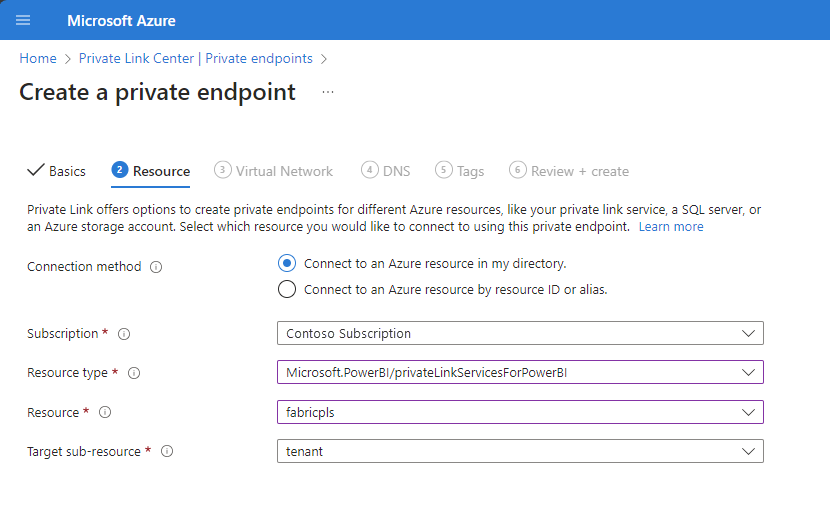 Microsoft Azure
Home > Private Link Center | Private endpoints >
Create a private endpoint ...
Basics 2 Resource 3 Virtual Network 4 DNS 5 Tags 6 Review + create
Private Link offers options to create private endpoints for different Azure resources, like your private link service, a SQL server, or
an Azure storage account. Select which resource you would like to connect to using this private endpoint. Learn more
Connection method
Connect to an Azure resource in my directory.
Connect to an Azure resource by resource ID or alias.
Subscription * Contoso Subscription
Resource type * Microsoft.PowerBI/privateLinkServicesForPowerBI
Resource * fabricpls
Target sub-resource * tenant